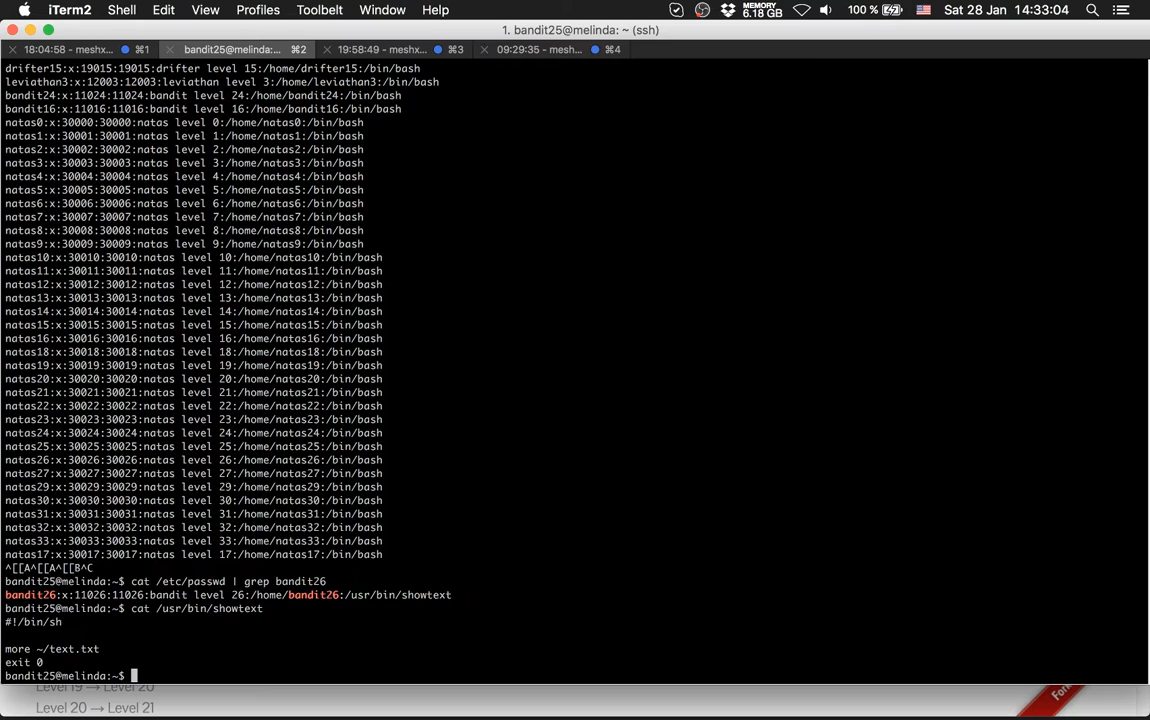 iTerm2 Shell Edit View Profiles Toolbelt Window Help MEMORY 6.18 GB 100 % Sat 28 Jan 14:33:04
1. bandit25@melinda: ~ (ssh)
18:04:58 - meshx... ⌘1 bandit25@melinda:... ⌘2 19:58:49 - meshx... ⌘3 09:29:35 - mesh... ⌘4
drifter15:x:19015:19015:drifter level 15:/home/drifter15:/bin/bash
leviathan3:x:12003:12003:leviathan level 3:/home/leviathan3:/bin/bash
bandit24:x:11024:11024:bandit level 24:/home/bandit24:/bin/bash
bandit16:x:11016:11016:bandit level 16:/home/bandit16:/bin/bash
natas0:x:30000:30000:natas level 0:/home/natas0:/bin/bash
natas1:x:30001:30001:natas level 1:/home/natas1:/bin/bash
natas2:x:30002:30002:natas level 2:/home/natas2:/bin/bash
natas3:x:30003:30003:natas level 3:/home/natas3:/bin/bash
natas4:x:30004:30004:natas level 4:/home/natas4:/bin/bash
natas5:x:30005:30005:natas level 5:/home/natas5:/bin/bash
natas6:x:30006:30006:natas level 6:/home/natas6:/bin/bash
natas7:x:30007:30007:natas level 7:/home/natas7:/bin/bash
natas8:x:30008:30008:natas level 8:/home/natas8:/bin/bash
natas9:x:30009:30009:natas level 9:/home/natas9:/bin/bash
natas10:x:30010:30010:natas level 10:/home/natas10:/bin/bash
natas11:x:30011:30011:natas level 11:/home/natas11:/bin/bash
natas12:x:30012:30012:natas level 12:/home/natas12:/bin/bash
natas13:x:30013:30013:natas level 13:/home/natas13:/bin/bash
natas14:x:30014:30014:natas level 14:/home/natas14:/bin/bash
natas15:x:30015:30015:natas level 15:/home/natas15:/bin/bash
natas16:x:30016:30016:natas level 16:/home/natas16:/bin/bash
natas18:x:30018:30018:natas level 18:/home/natas18:/bin/bash
natas19:x:30019:30019:natas level 19:/home/natas19:/bin/bash
natas20:x:30020:30020:natas level 20:/home/natas20:/bin/bash
natas21:x:30021:30021:natas level 21:/home/natas21:/bin/bash
natas22:x:30022:30022:natas level 22:/home/natas22:/bin/bash
natas23:x:30023:30023:natas level 23:/home/natas23:/bin/bash
natas24:x:30024:30024:natas level 24:/home/natas24:/bin/bash
natas25:x:30025:30025:natas level 25:/home/natas25:/bin/bash
natas26:x:30026:30026:natas level 26:/home/natas26:/bin/bash
natas27:x:30027:30027:natas level 27:/home/natas27:/bin/bash
natas29:x:30029:30029:natas level 29:/home/natas29:/bin/bash
natas30:x:30030:30030:natas level 30:/home/natas30:/bin/bash
natas31:x:30031:30031:natas level 31:/home/natas31:/bin/bash
natas32:x:30032:30032:natas level 32:/home/natas32:/bin/bash
natas33:x:30033:30033:natas level 33:/home/natas33:/bin/bash
natas17:x:30017:30017:natas level 17:/home/natas17:/bin/bash
^[[A^[[A^[[B^C
bandit25@melinda:~$ cat /etc/passwd | grep bandit26
bandit26:x:11026:11026:bandit level 26:/home/bandit26:/usr/bin/showtext
bandit25@melinda:~$ cat /usr/bin/showtext
#!/bin/sh
more ~/text.txt
exit 0
bandit25@melinda:~$
Level 19 → Level 20
Level 20 → Level 21